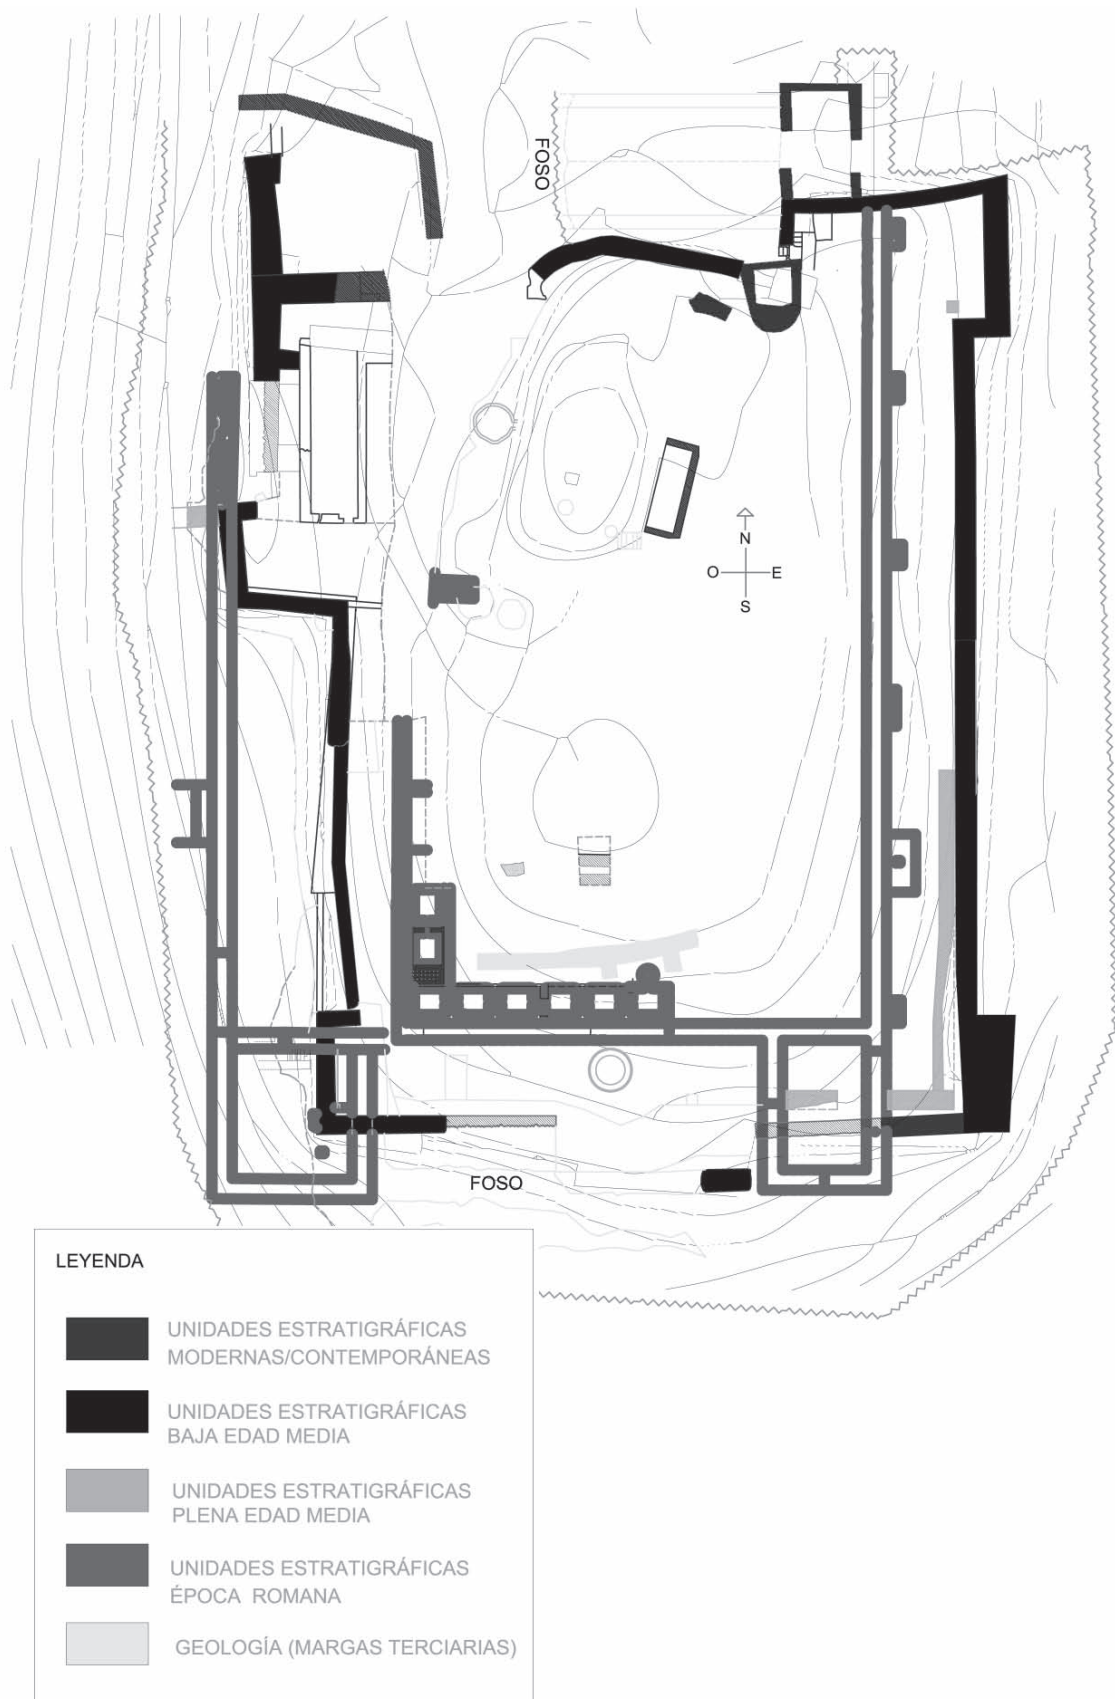 FOSO
N
O E
S
FOSO
LEYENDA
UNIDADES ESTRATIGRÁFICAS
MODERNAS/CONTEMPORÁNEAS
UNIDADES ESTRATIGRÁFICAS
BAJA EDAD MEDIA
UNIDADES ESTRATIGRÁFICAS
PLENA EDAD MEDIA
UNIDADES ESTRATIGRÁFICAS
ÉPOCA ROMANA
GEOLOGÍA (MARGAS TERCIARIAS)